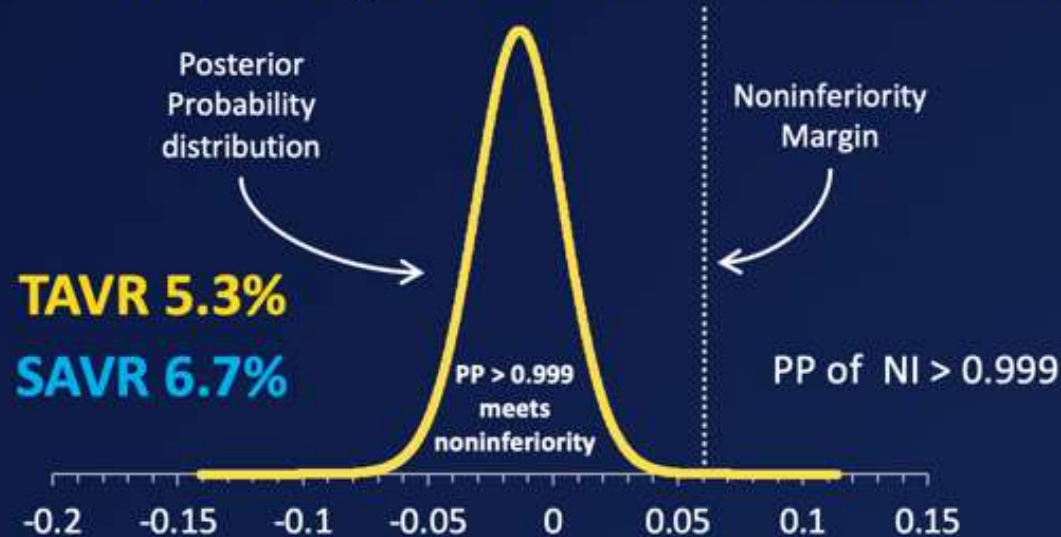 Posterior
Probability
distribution
Noninferiority
Margin
TAVR 5.3%
SAVR 6.7%
PP > 0.999
meets
noninferiority
PP of NI > 0.999
-0.2 -0.15 -0.1 -0.05 0 0.05 0.1 0.15